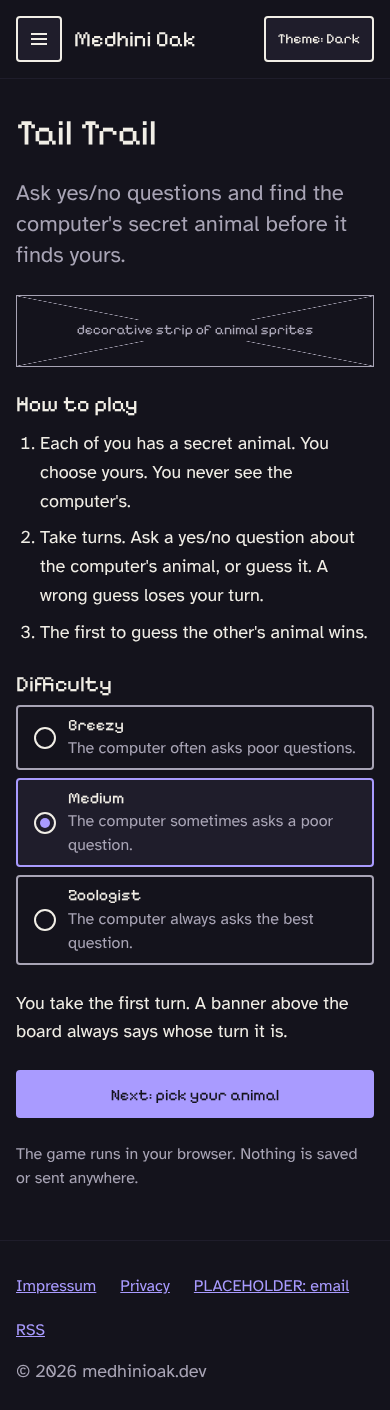 Medhini Oak
Theme: Dark
Tail Trail
Ask yes/no questions and find the
computer's secret animal before it
finds yours.
decorative strip of animal sprites
How to play
1. Each of you has a secret animal. You
choose yours. You never see the
computer's.
2. Take turns. Ask a yes/no question about
the computer's animal, or guess it. A
wrong guess loses your turn.
3. The first to guess the other's animal wins.
Difficulty
Breezy
The computer often asks poor questions.
Medium
The computer sometimes asks a poor
question.
Zoologist
The computer always asks the best
question.
You take the first turn. A banner above the
board always says whose turn it is.
Next: pick your animal
The game runs in your browser. Nothing is saved
or sent anywhere.
Impressum Privacy PLACEHOLDER: email
RSS
© 2026 medhinioak.dev